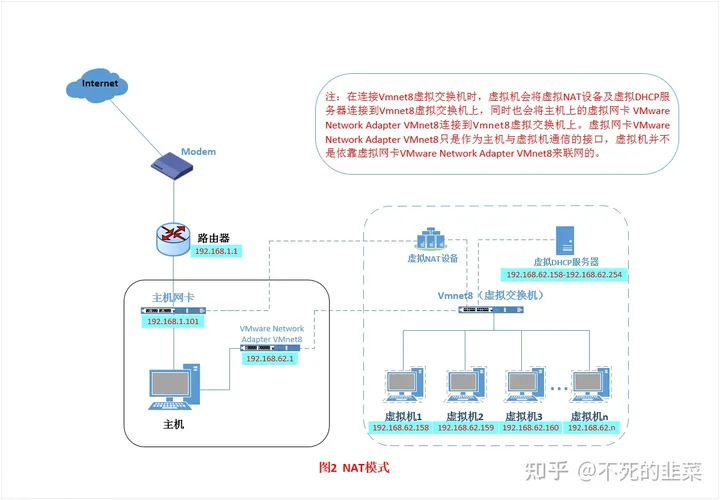 Internet
注：在连接Vmnet8虚拟交换机时，虚拟机会将虚拟NAT设备及虚拟DHCP服
务器连接到Vmnet8虚拟交换机上，同时也会将主机上的虚拟网卡 VMware
Network Adapter VMnet8连接到Vmnet8虚拟交换机上。虚拟网卡VMware
Network Adapter VMnet8只是作为主机与虚拟机通信的接口，虚拟机并不
是依靠虚拟网卡VMware Network Adapter VMnet8来联网的。
Modem
路由器
192.168.1.1
虚拟NAT设备
虚拟DHCP服务器
192.168.62.158-192.168.62.254
主机网卡
192.168.1.101
Vmnet8（虚拟交换机）
VMware Network
Adapter VMnet8
192.168.62.1
主机
虚拟机1
192.168.62.158
虚拟机2
192.168.62.159
虚拟机3
192.168.62.160
虚拟机n
192.168.62.n
图2 NAT模式
知乎 @不死的韭菜